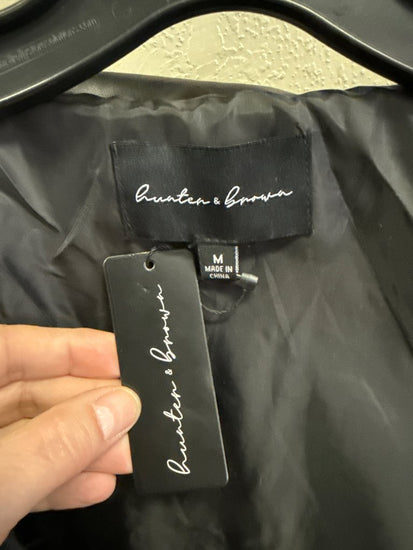 hunter & brown
M
MADE IN
CHINA
hunter & brown